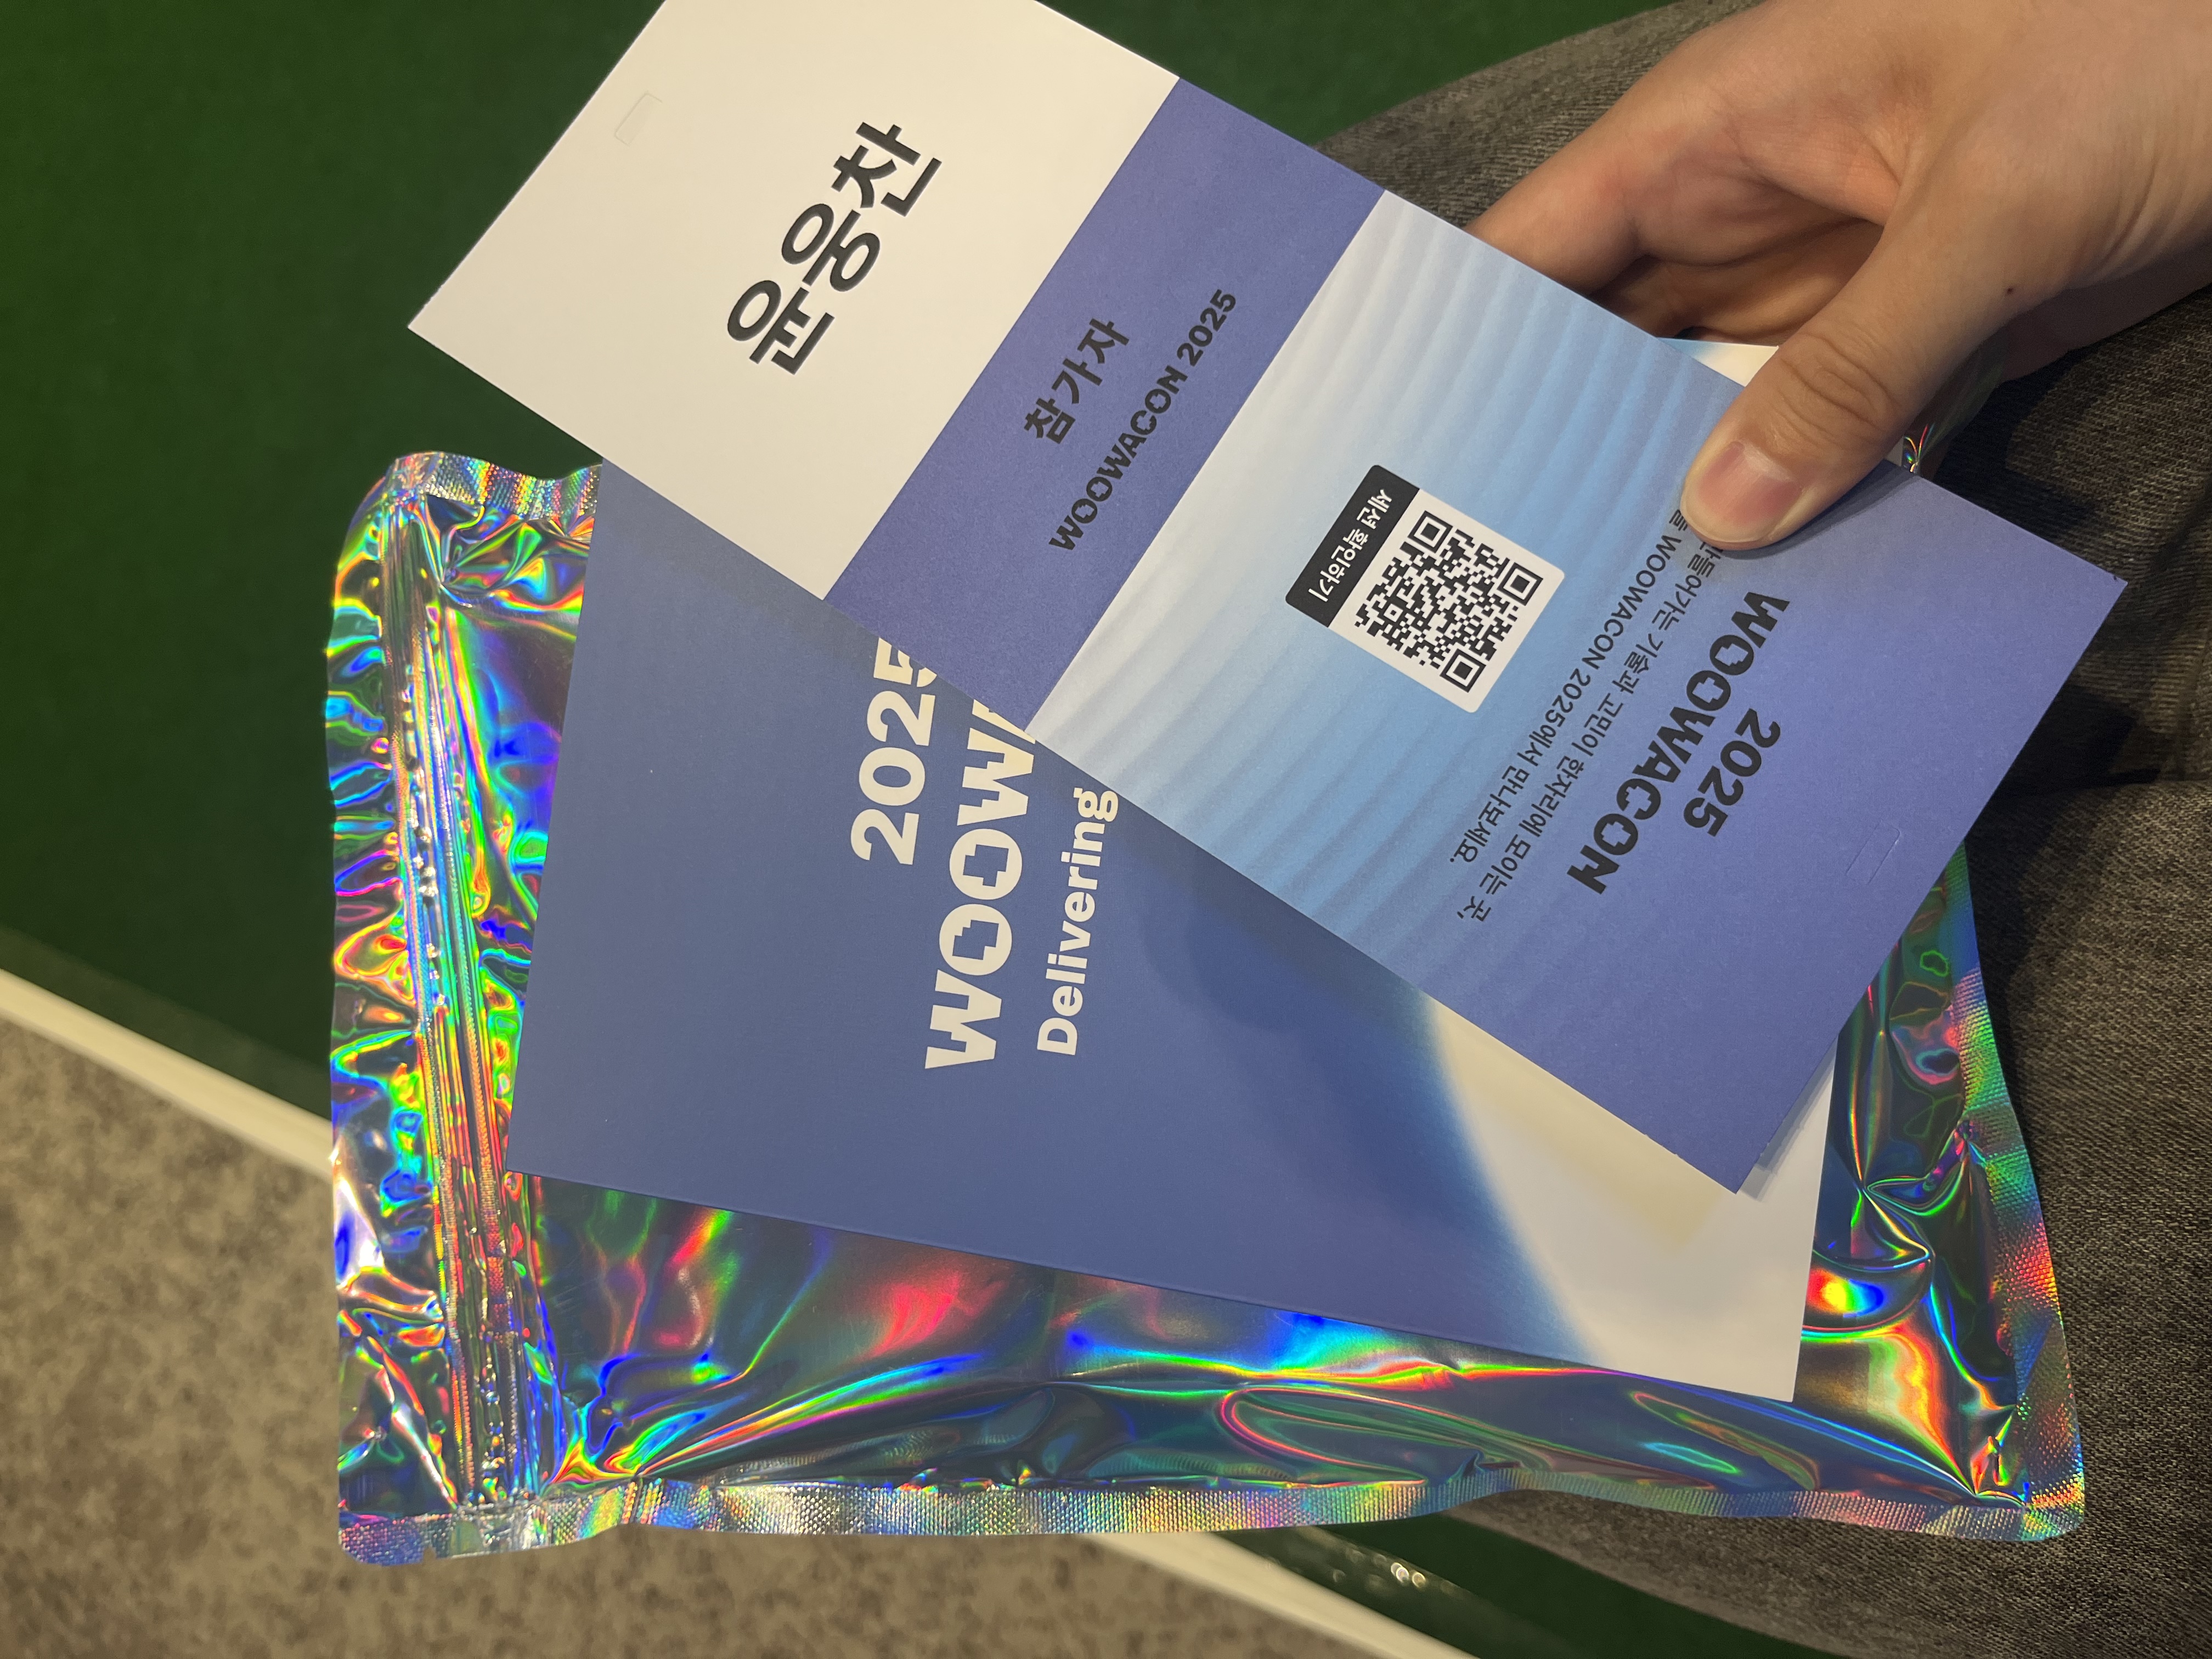 윤웅찬
참가자
WOOWACON 2025
세션 확인하기
2025
WOOWACON
만들어가는 기술과 고민이 한자리에 모이는 곳,
WOOWACON 2025에서 만나보세요.
2025
WOOWA
Delivering